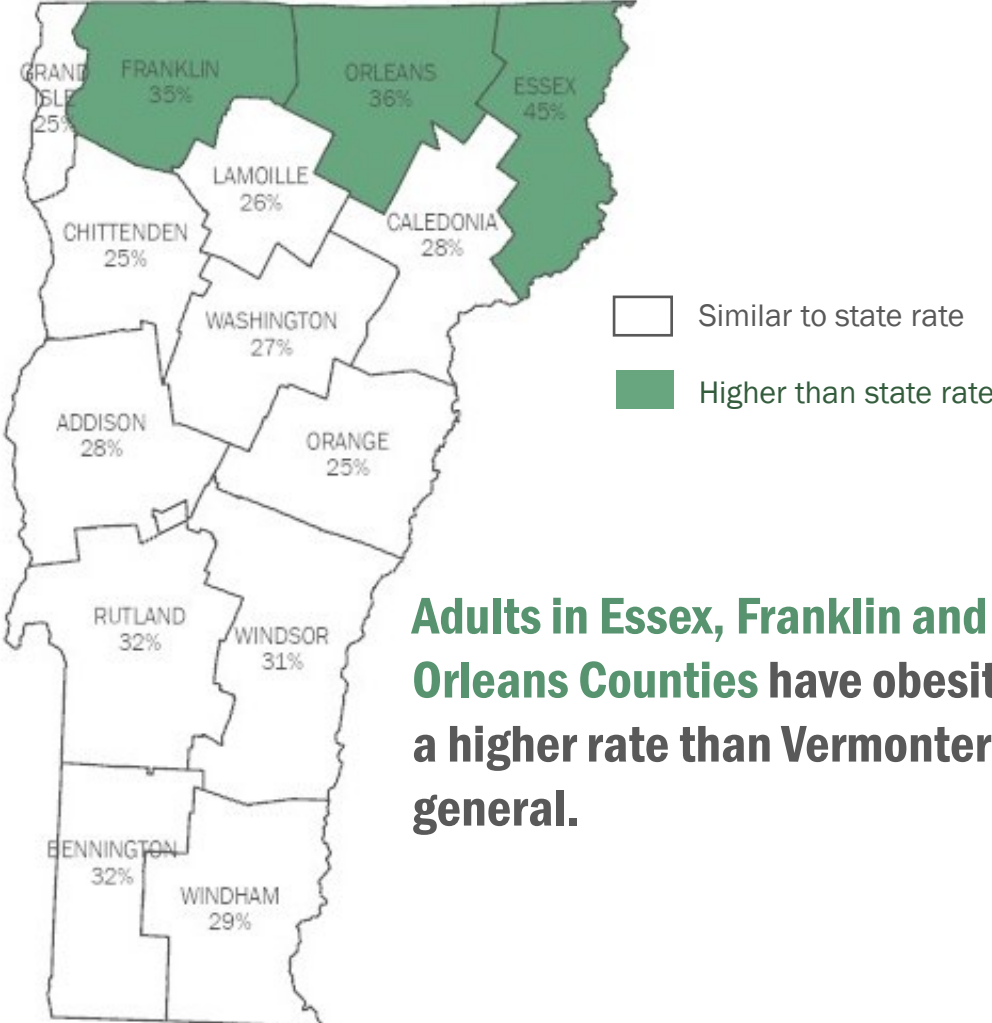 GRAND
ISLE
25%
FRANKLIN
35%
ORLEANS
36%
ESSEX
45%
LAMOILLE
26%
CALEDONIA
28%
CHITTENDEN
25%
WASHINGTON
27%
Similar to state rate
Higher than state rate
ADDISON
28%
ORANGE
25%
RUTLAND
32%
WINDSOR
31%
Adults in Essex, Franklin and
Orleans Counties have obesit
a higher rate than Vermonter
general.
BENNINGTON
32%
WINDHAM
29%